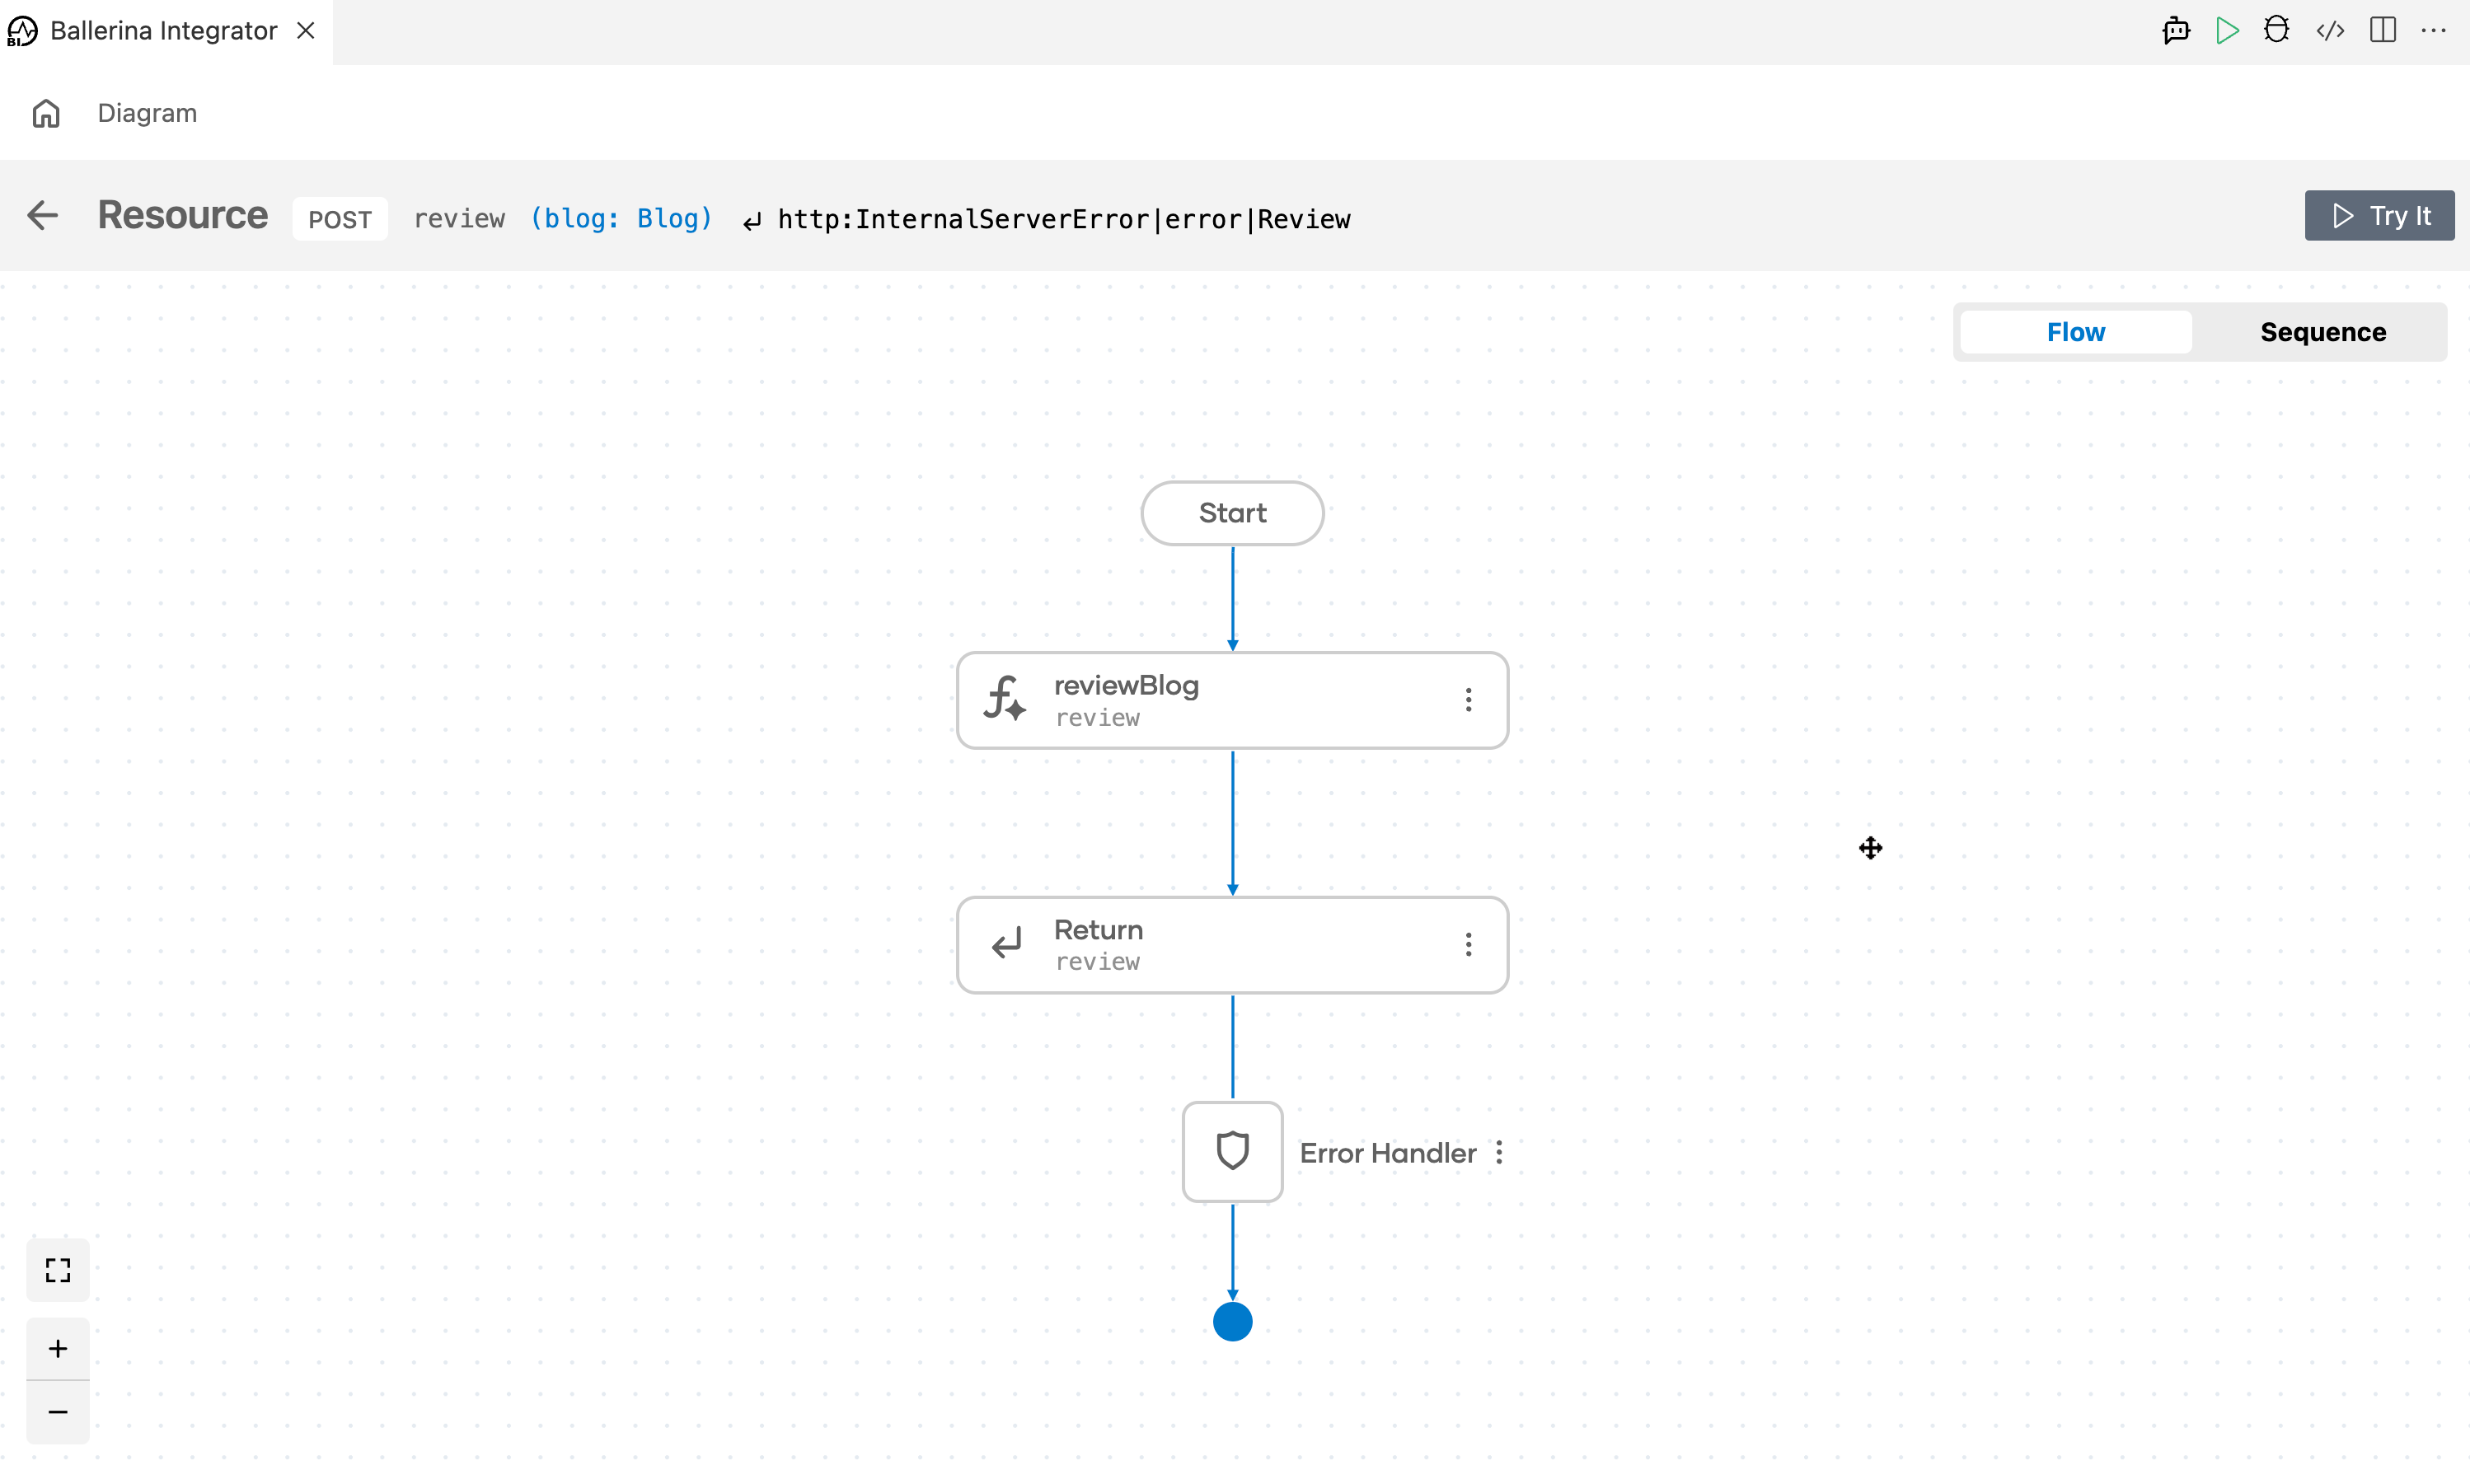 BI Ballerina Integrator
Diagram
Resource POST review (blog: Blog) ↵ http:InternalServerError|error|Review
Try It
Flow Sequence
Start
reviewBlog
review
Return
review
Error Handler